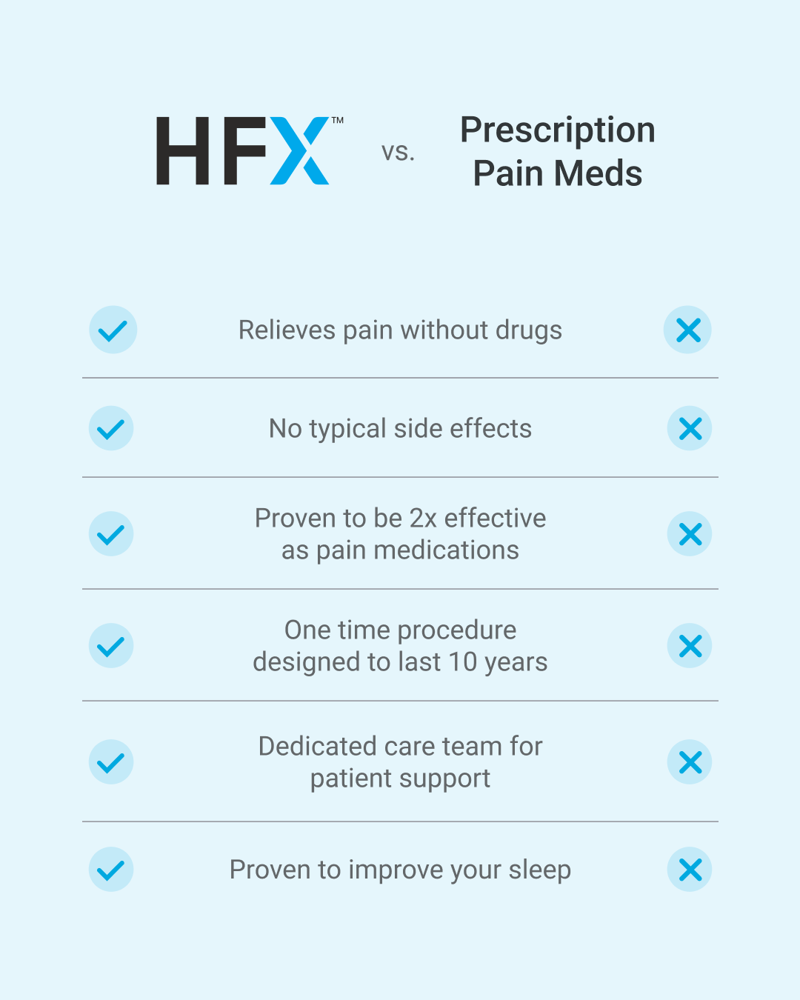 HFX™ vs. Prescription
Pain Meds
Relieves pain without drugs
No typical side effects
Proven to be 2x effective
as pain medications
One time procedure
designed to last 10 years
Dedicated care team for
patient support
Proven to improve your sleep